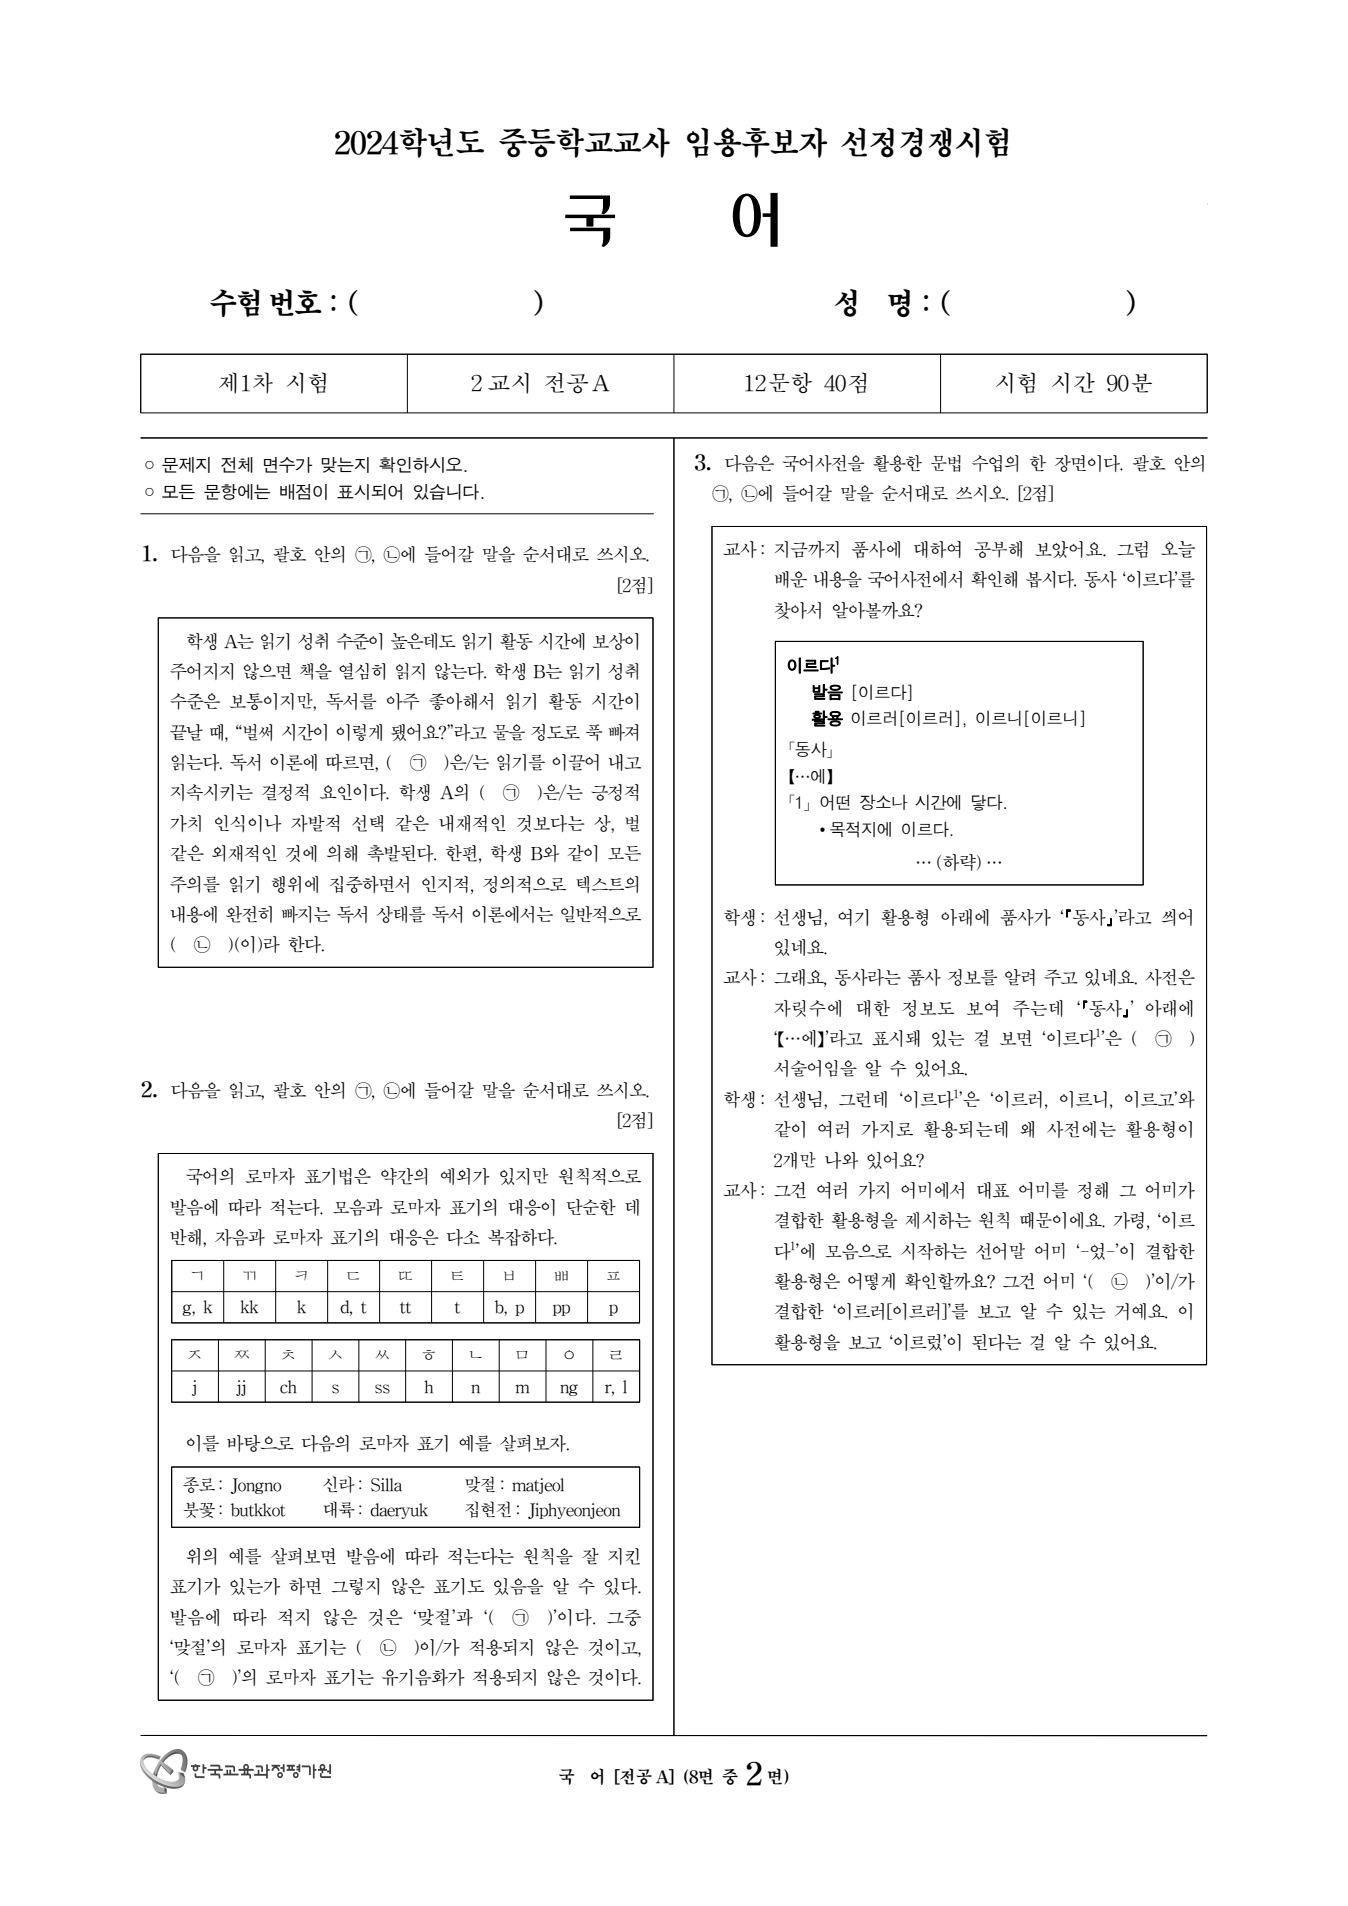 2024학년도 중등학교교사 임용후보자 선정경쟁시험
국 어
수험 번호 : ( )
성 명 : ( )
제1차 시험
2교시 전공A
12문항 40점
시험 시간 90분
○ 문제지 전체 면수가 맞는지 확인하시오.
○ 모든 문항에는 배점이 표시되어 있습니다.
1. 다음을 읽고, 괄호 안의 ㉠, ㉡에 들어갈 말을 순서대로 쓰시오.
[2점]
학생 A는 읽기 성취 수준이 높은데도 읽기 활동 시간에 보상이
주어지지 않으면 책을 열심히 읽지 않는다. 학생 B는 읽기 성취
수준은 보통이지만, 독서를 아주 좋아해서 읽기 활동 시간이
끝날 때, “벌써 시간이 이렇게 됐어요?”라고 물을 정도로 푹 빠져
읽는다. 독서 이론에 따르면, ( ㉠ )은/는 읽기를 이끌어 내고
지속시키는 결정적 요인이다. 학생 A의 ( ㉠ )은/는 긍정적
가치 인식이나 자발적 선택 같은 내재적인 것보다는 상, 벌
같은 외재적인 것에 의해 촉발된다. 한편, 학생 B와 같이 모든
주의를 읽기 행위에 집중하면서 인지적, 정의적으로 텍스트의
내용에 완전히 빠지는 독서 상태를 독서 이론에서는 일반적으로
( ㉡ )(이)라 한다.
2. 다음을 읽고, 괄호 안의 ㉠, ㉡에 들어갈 말을 순서대로 쓰시오.
[2점]
국어의 로마자 표기법은 약간의 예외가 있지만 원칙적으로
발음에 따라 적는다. 모음과 로마자 표기의 대응이 단순한 데
반해, 자음과 로마자 표기의 대응은 다소 복잡하다.
ㄱ ㄲ ㅋ ㄷ ㄸ ㅌ ㅂ ㅃ ㅍ
g, k kk k d, t tt t b, p pp p
ㅈ ㅉ ㅊ ㅅ ㅆ ㅎ ㄴ ㅁ ㅇ ㄹ
j jj ch s ss h n m ng r, l
이를 바탕으로 다음의 로마자 표기 예를 살펴보자.
종로 : Jongno 신라 : Silla 맞절 : matjeol
붓꽃 : butkkot 대륙 : daeryuk 집현전 : Jiphyeonjeon
위의 예를 살펴보면 발음에 따라 적는다는 원칙을 잘 지킨
표기가 있는가 하면 그렇지 않은 표기도 있음을 알 수 있다.
발음에 따라 적지 않은 것은 ‘맞절’과 ‘( ㉠ )’이다. 그중
‘맞절’의 로마자 표기는 ( ㉡ )이/가 적용되지 않은 것이고,
‘( ㉠ )’의 로마자 표기는 유기음화가 적용되지 않은 것이다.
3. 다음은 국어사전을 활용한 문법 수업의 한 장면이다. 괄호 안의
㉠, ㉡에 들어갈 말을 순서대로 쓰시오. [2점]
교사 : 지금까지 품사에 대하여 공부해 보았어요. 그럼 오늘
배운 내용을 국어사전에서 확인해 봅시다. 동사 ‘이르다’를
찾아서 알아볼까요?
이르다¹
발음 [이르다]
활용 이르러[이르러], 이르니[이르니]
「동사」
【…에】
「1」 어떤 장소나 시간에 닿다.
• 목적지에 이르다.
… (하략) …
학생 : 선생님, 여기 활용형 아래에 품사가 ‘『동사』’라고 씌어
있네요.
교사 : 그래요, 동사라는 품사 정보를 알려 주고 있네요. 사전은
자릿수에 대한 정보도 보여 주는데 ‘『동사』’ 아래에
‘【…에】’라고 표시돼 있는 걸 보면 ‘이르다¹’은 ( ㉠ )
서술어임을 알 수 있어요.
학생 : 선생님, 그런데 ‘이르다¹’은 ‘이르러, 이르니, 이르고’와
같이 여러 가지로 활용되는데 왜 사전에는 활용형이
2개만 나와 있어요?
교사 : 그건 여러 가지 어미에서 대표 어미를 정해 그 어미가
결합한 활용형을 제시하는 원칙 때문이에요. 가령, ‘이르
다¹’에 모음으로 시작하는 선어말 어미 ‘-었-’이 결합한
활용형은 어떻게 확인할까요? 그건 어미 ‘( ㉡ )’이/가
결합한 ‘이르러[이르러]’를 보고 알 수 있는 거예요. 이
활용형을 보고 ‘이르렀’이 된다는 걸 알 수 있어요.
한국교육과정평가원
국 어 [전공 A] (8면 중 2면)